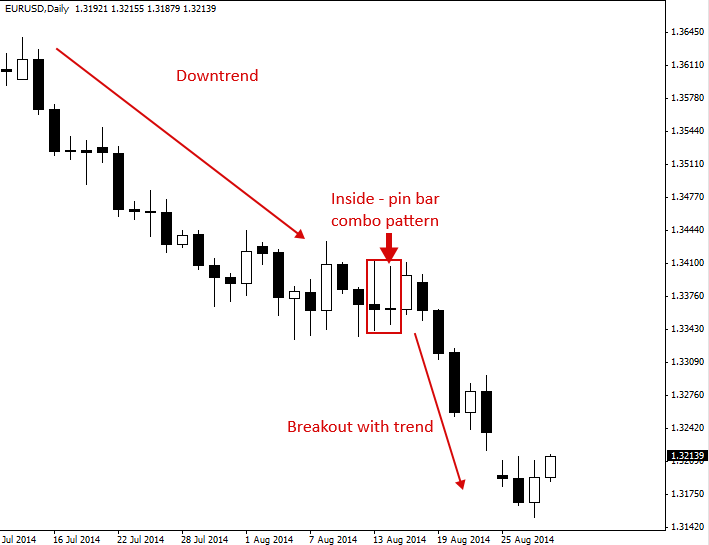 EURUSD,Daily 1.31921 1.32155 1.31879 1.32139
1.36450
Downtrend
1.36110
1.35780
1.35440
1.35110
Inside - pin bar
1.34770
combo pattern
1.34440
1.34100
1.33760
1.33430
1.33090
1.32760
Breakout with trend
1.32420
1.32139
1.31750
1.31420
Jul 2014 16 Jul 2014 22 Jul 2014 28 Jul 2014 1 Aug 2014 7 Aug 2014 13 Aug 2014 19 Aug 2014 25 Aug 2014